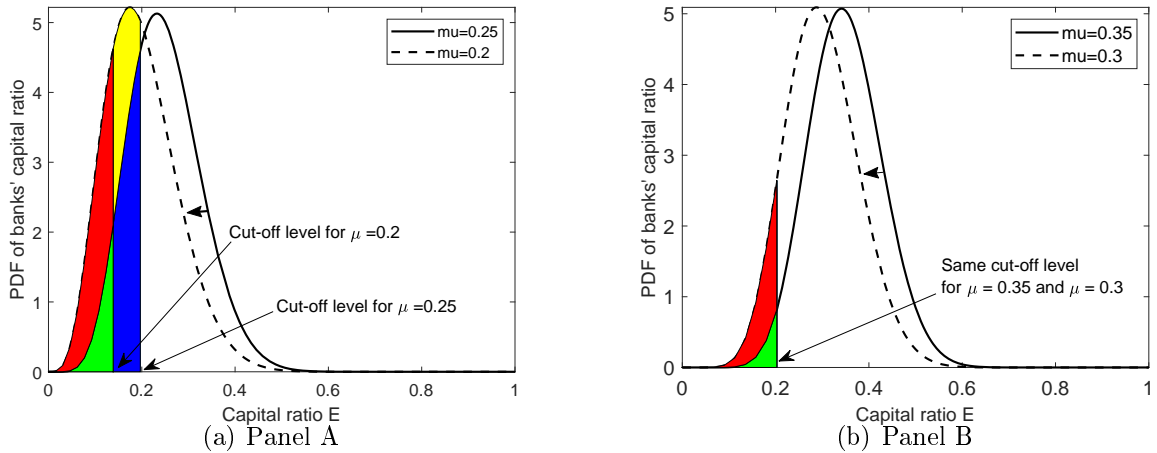 PDF of banks' capital ratio
5
4
3
2
1
0
mu=0.25
mu=0.2
Cut-off level for μ =0.2
Cut-off level for μ =0.25
0 0.2 0.4 0.6 0.8 1
Capital ratio E
(a) Panel A
PDF of banks' capital ratio
5
4
3
2
1
0
mu=0.35
mu=0.3
Same cut-off level
for μ = 0.35 and μ = 0.3
0 0.2 0.4 0.6 0.8 1
Capital ratio E
(b) Panel B